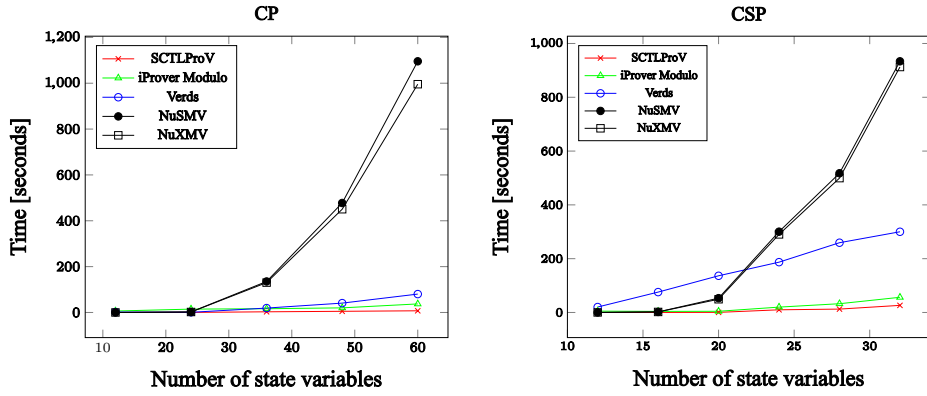 CP
1,200
1,000
800
600
400
200
0
10 20 30 40 50 60
Time [seconds]
Number of state variables
SCTLProV
iProver Modulo
Verds
NuSMV
NuXMV
CSP
1,000
800
600
400
200
0
10 15 20 25 30
Time [seconds]
Number of state variables
SCTLProV
iProver Modulo
Verds
NuSMV
NuXMV